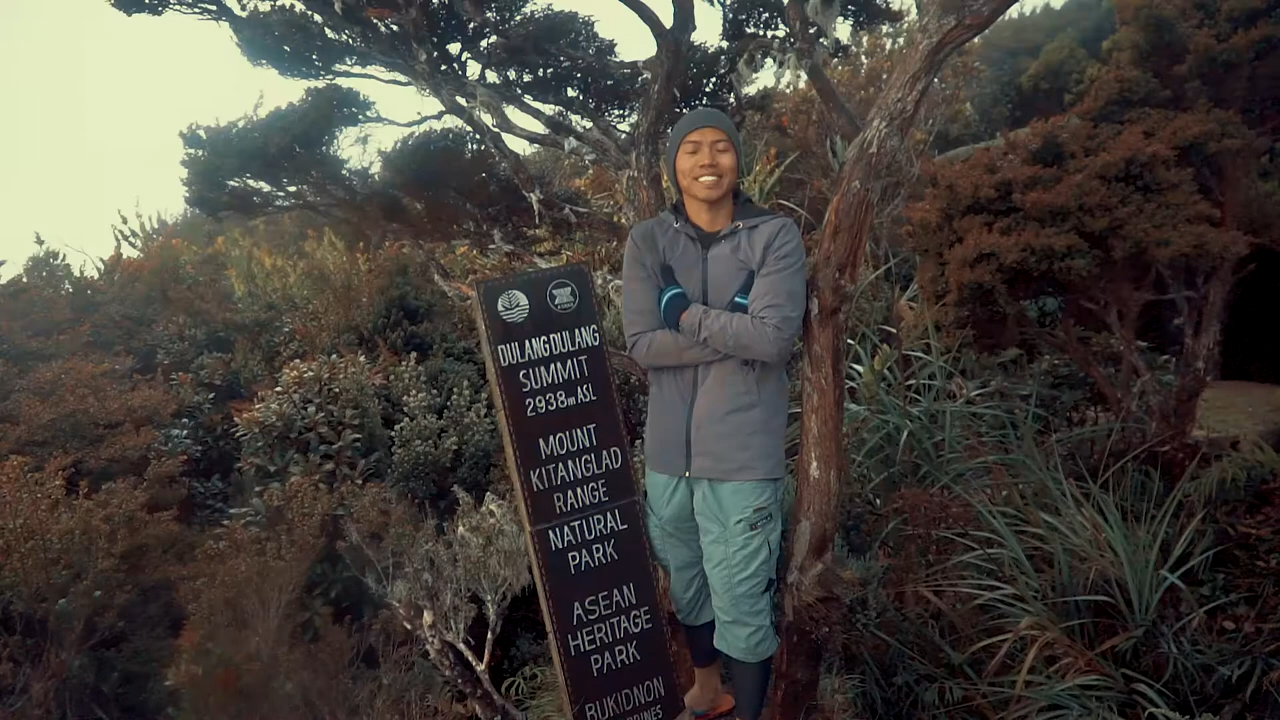 DULANG DULANG
SUMMIT
2938m ASL
MOUNT
KITANGLAD
RANGE
NATURAL
PARK
ASEAN
HERITAGE
PARK
BUKIDNON